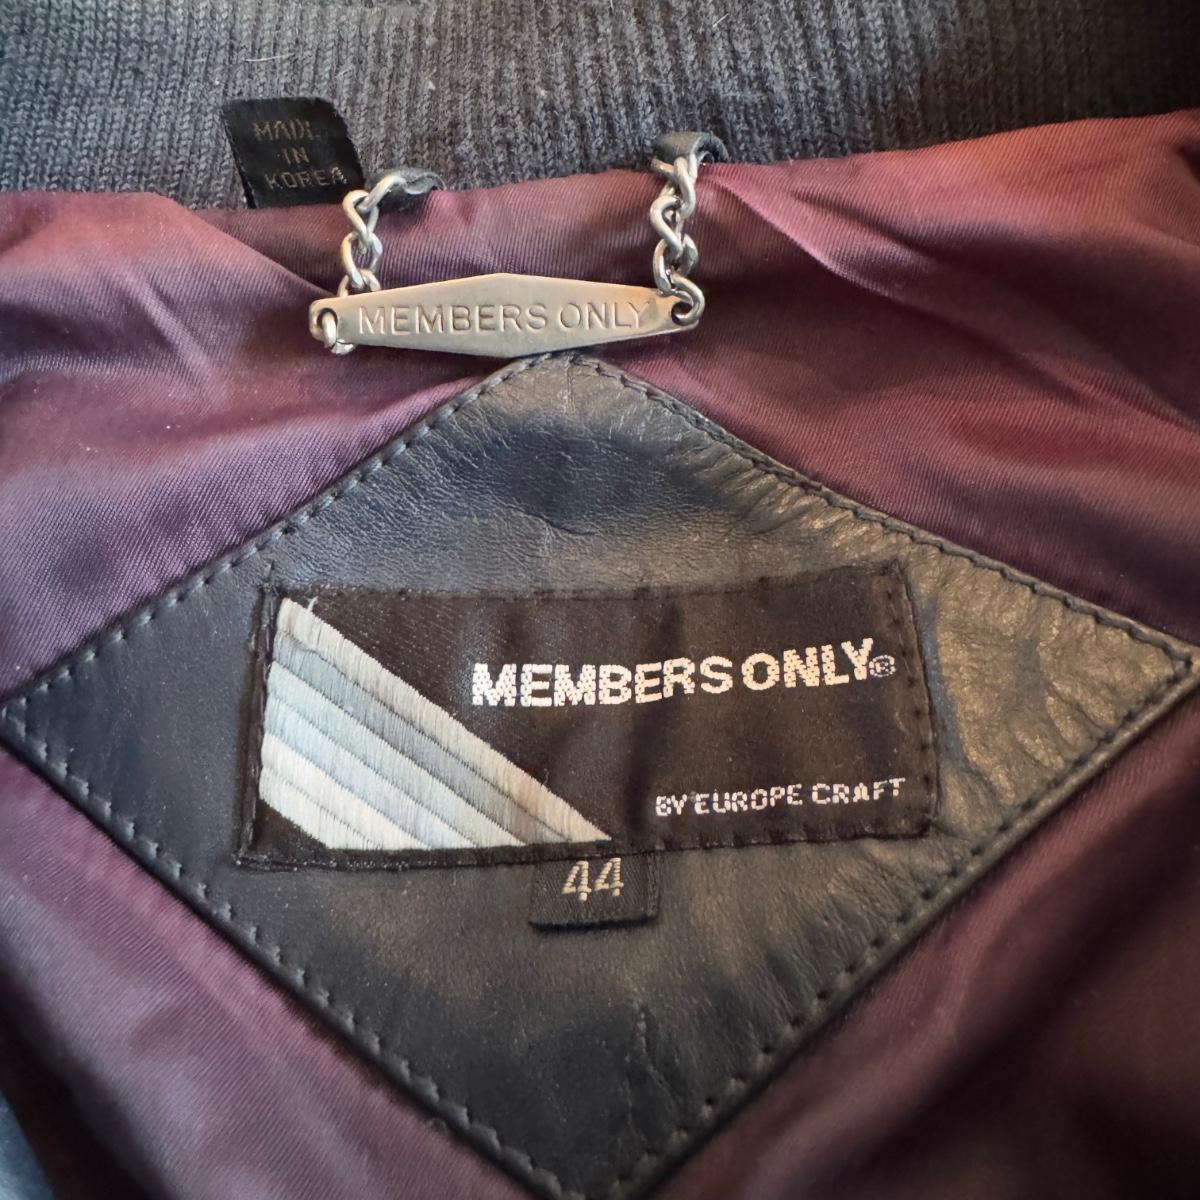 MADE
IN
KOREA
MEMBERS ONLY
MEMBERS ONLY®
BY EUROPE CRAFT
44